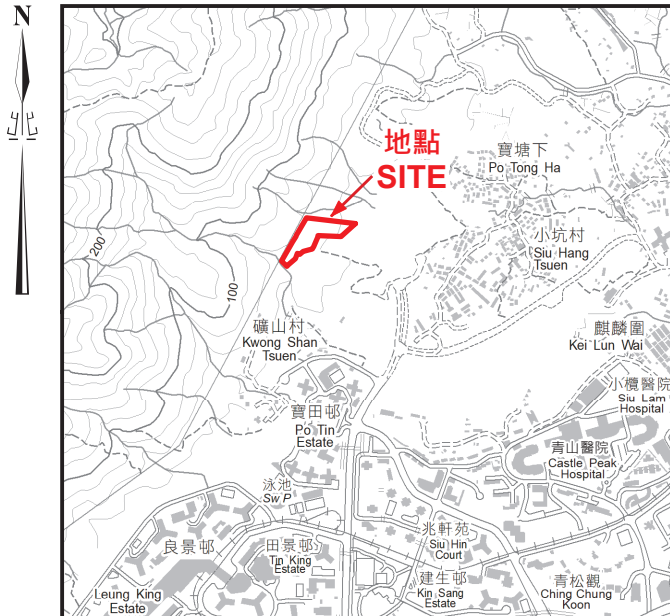 N
北
地點
SITE
寶塘下
Po Tong Ha
小坑村
Siu Hang
Tsuen
200
100
礦山村
Kwong Shan
Tsuen
麒麟圍
Kei Lun Wai
小欖醫院
Siu Lam
Hospital
寶田邨
Po Tin
Estate
青山醫院
Castle Peak
Hospital
泳池
Sw P
兆軒苑
Siu Hin
Court
良景邨
田景邨
Tin King
Estate
Leung King
Estate
建生邨
Kin Sang
Estate
青松觀
Ching Chung
Koon